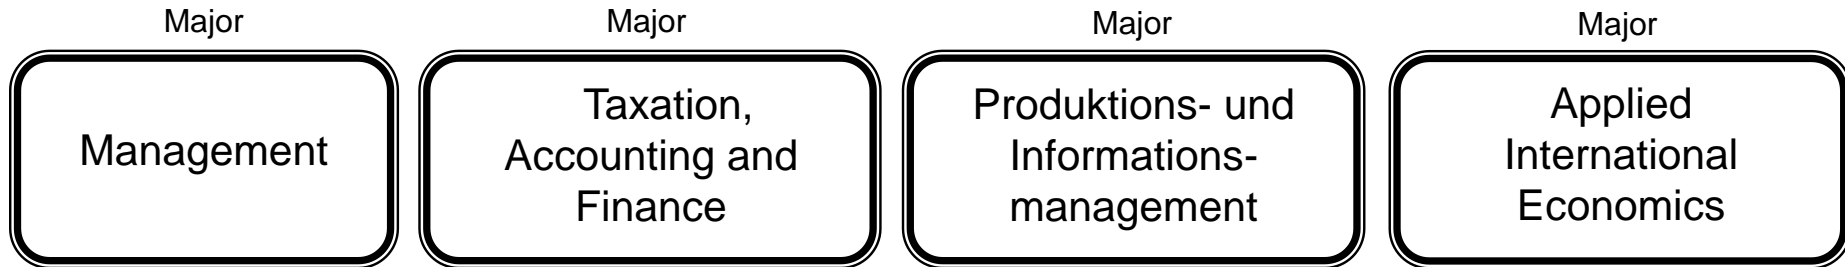 Major
Management
Major
Taxation,
Accounting and
Finance
Major
Produktions- und
Informations-
management
Major
Applied
International
Economics